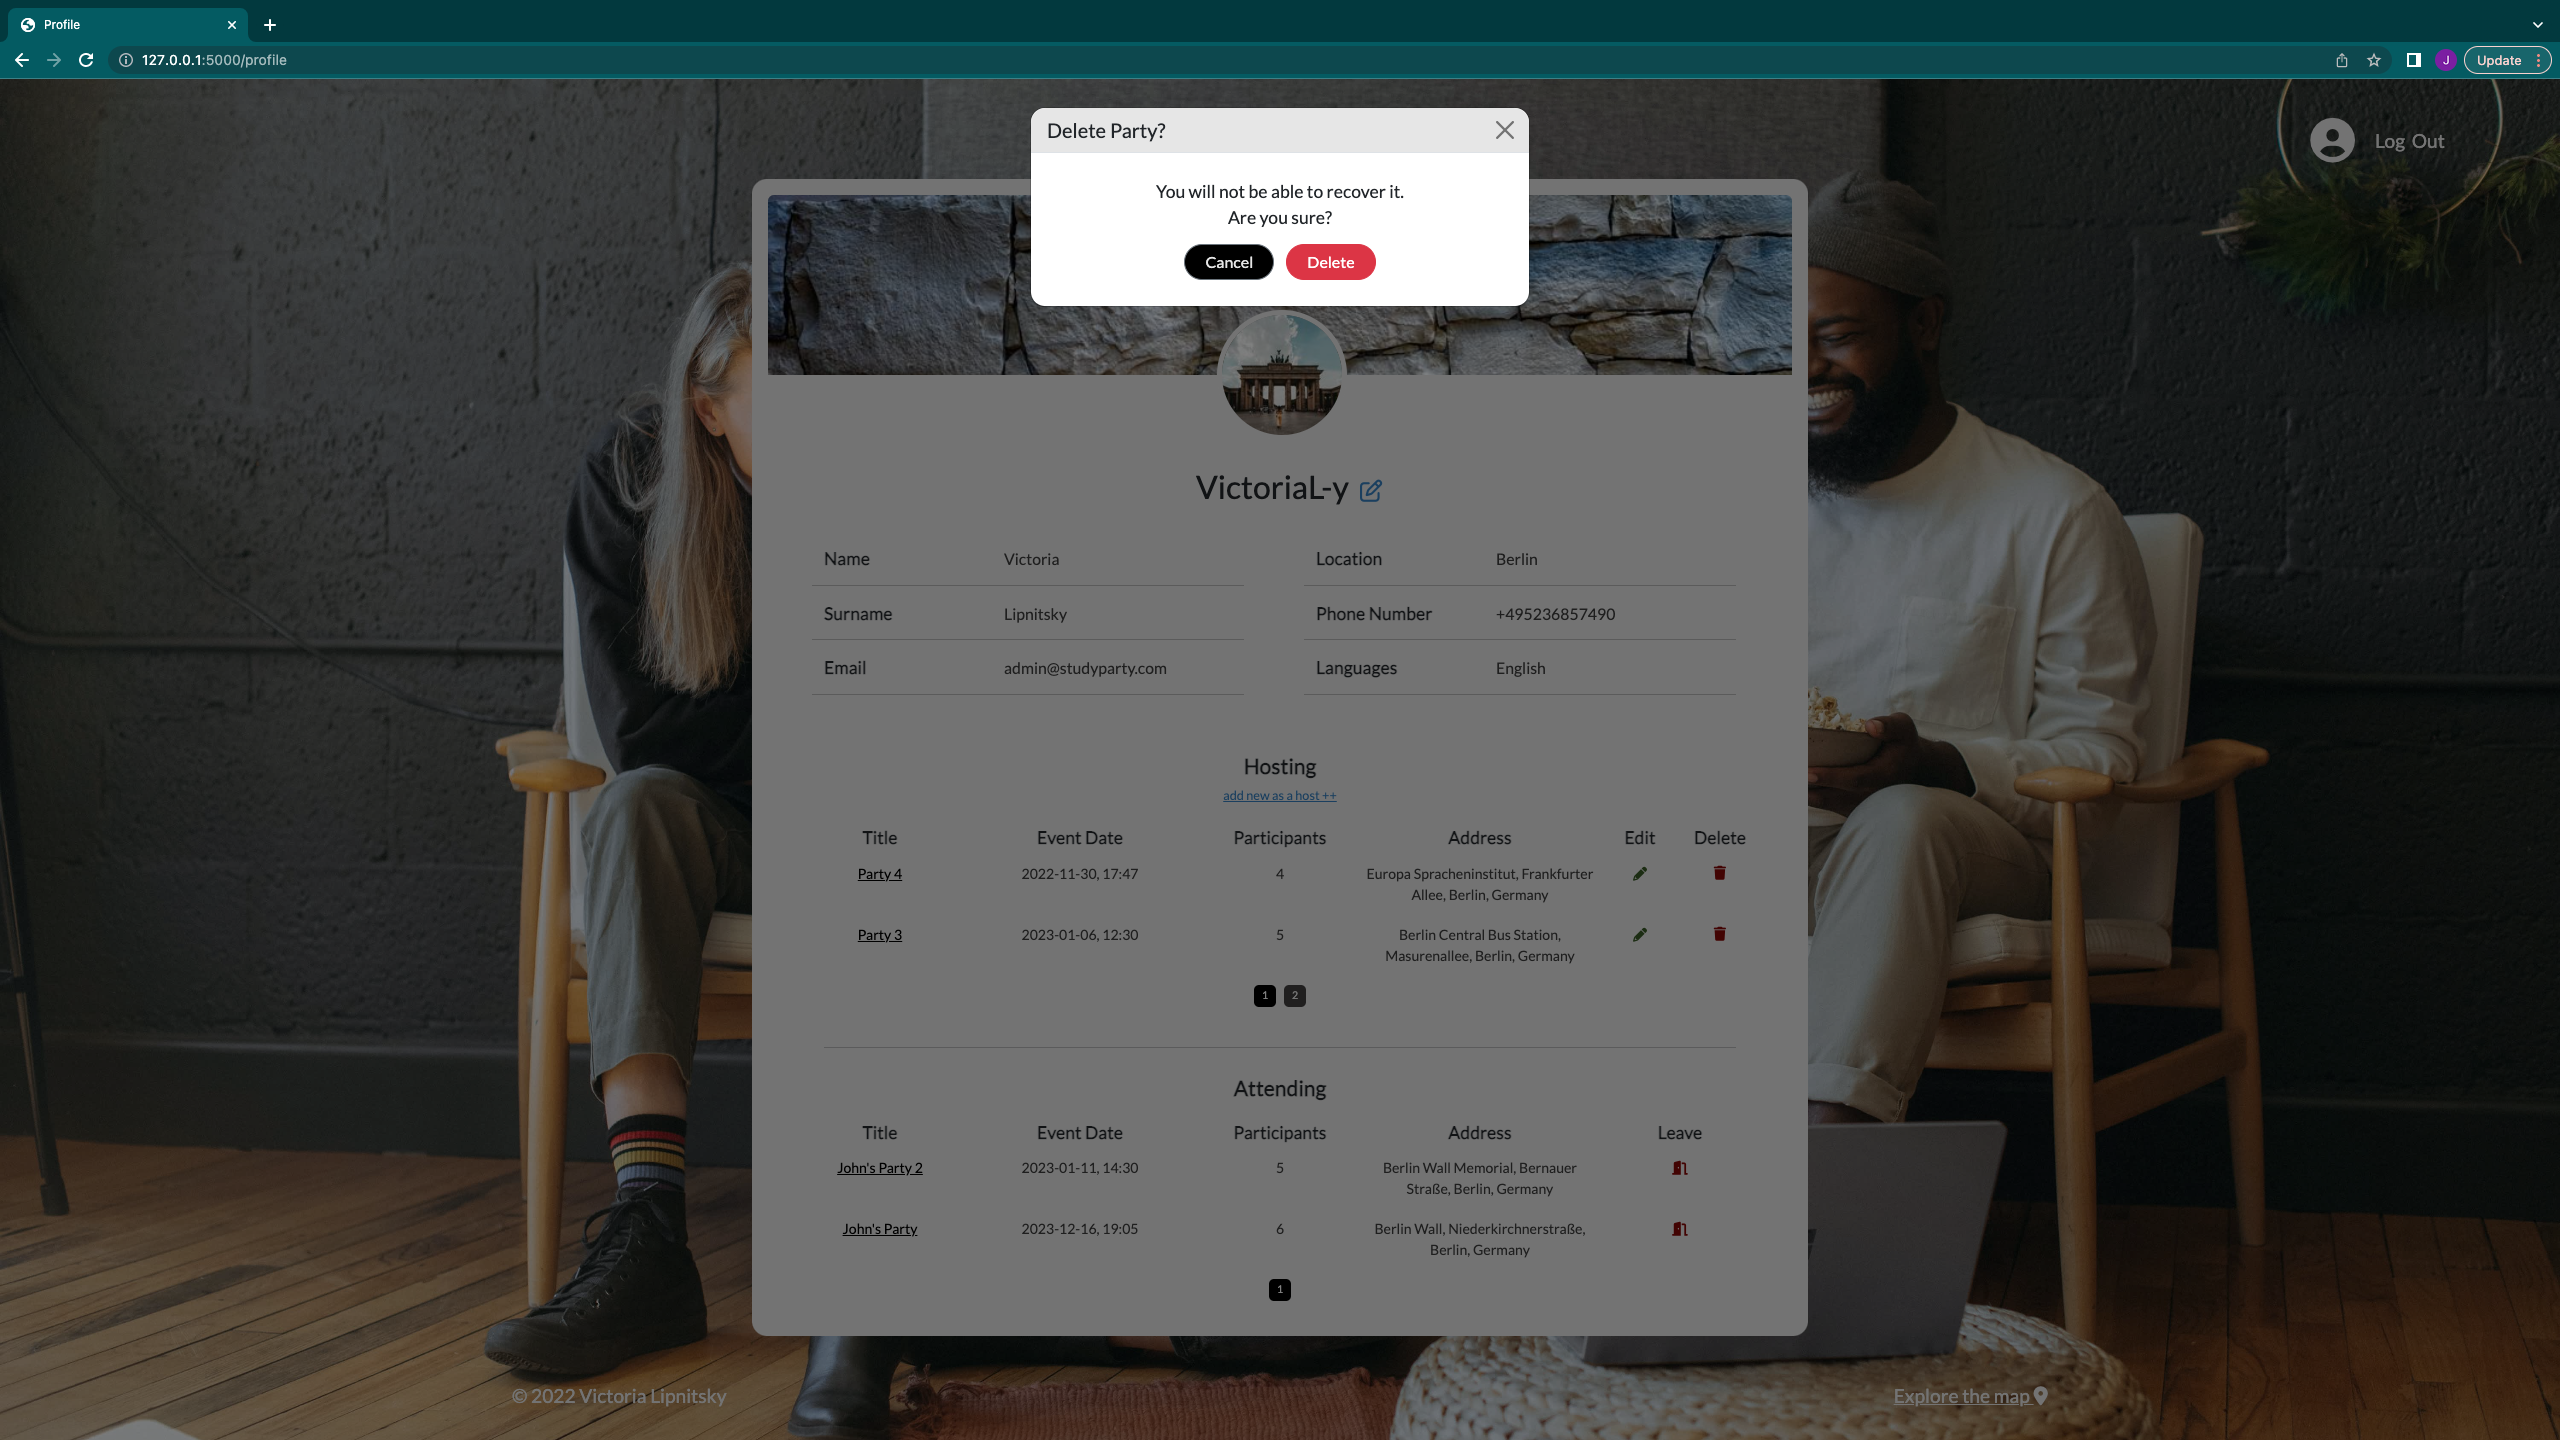 Profile
127.0.0.1:5000/profile
J
Update
Delete Party?
You will not be able to recover it.
Are you sure?
Cancel
Delete
Log Out
VictoriaL-y
Name Victoria
Location Berlin
Surname Lipnitsky
Phone Number +495236857490
Email admin@studyparty.com
Languages English
Hosting
add new as a host ++
Title Event Date Participants Address Edit Delete
Party 4 2022-11-30, 17:47 4 Europa Spracheninstitut, Frankfurter
Allee, Berlin, Germany
Party 3 2023-01-06, 12:30 5 Berlin Central Bus Station,
Masurenallee, Berlin, Germany
1 2
Attending
Title Event Date Participants Address Leave
John's Party 2 2023-01-11, 14:30 5 Berlin Wall Memorial, Bernauer
Straße, Berlin, Germany
John's Party 2023-12-16, 19:05 6 Berlin Wall, Niederkirchnerstraße,
Berlin, Germany
1
© 2022 Victoria Lipnitsky
Explore the map